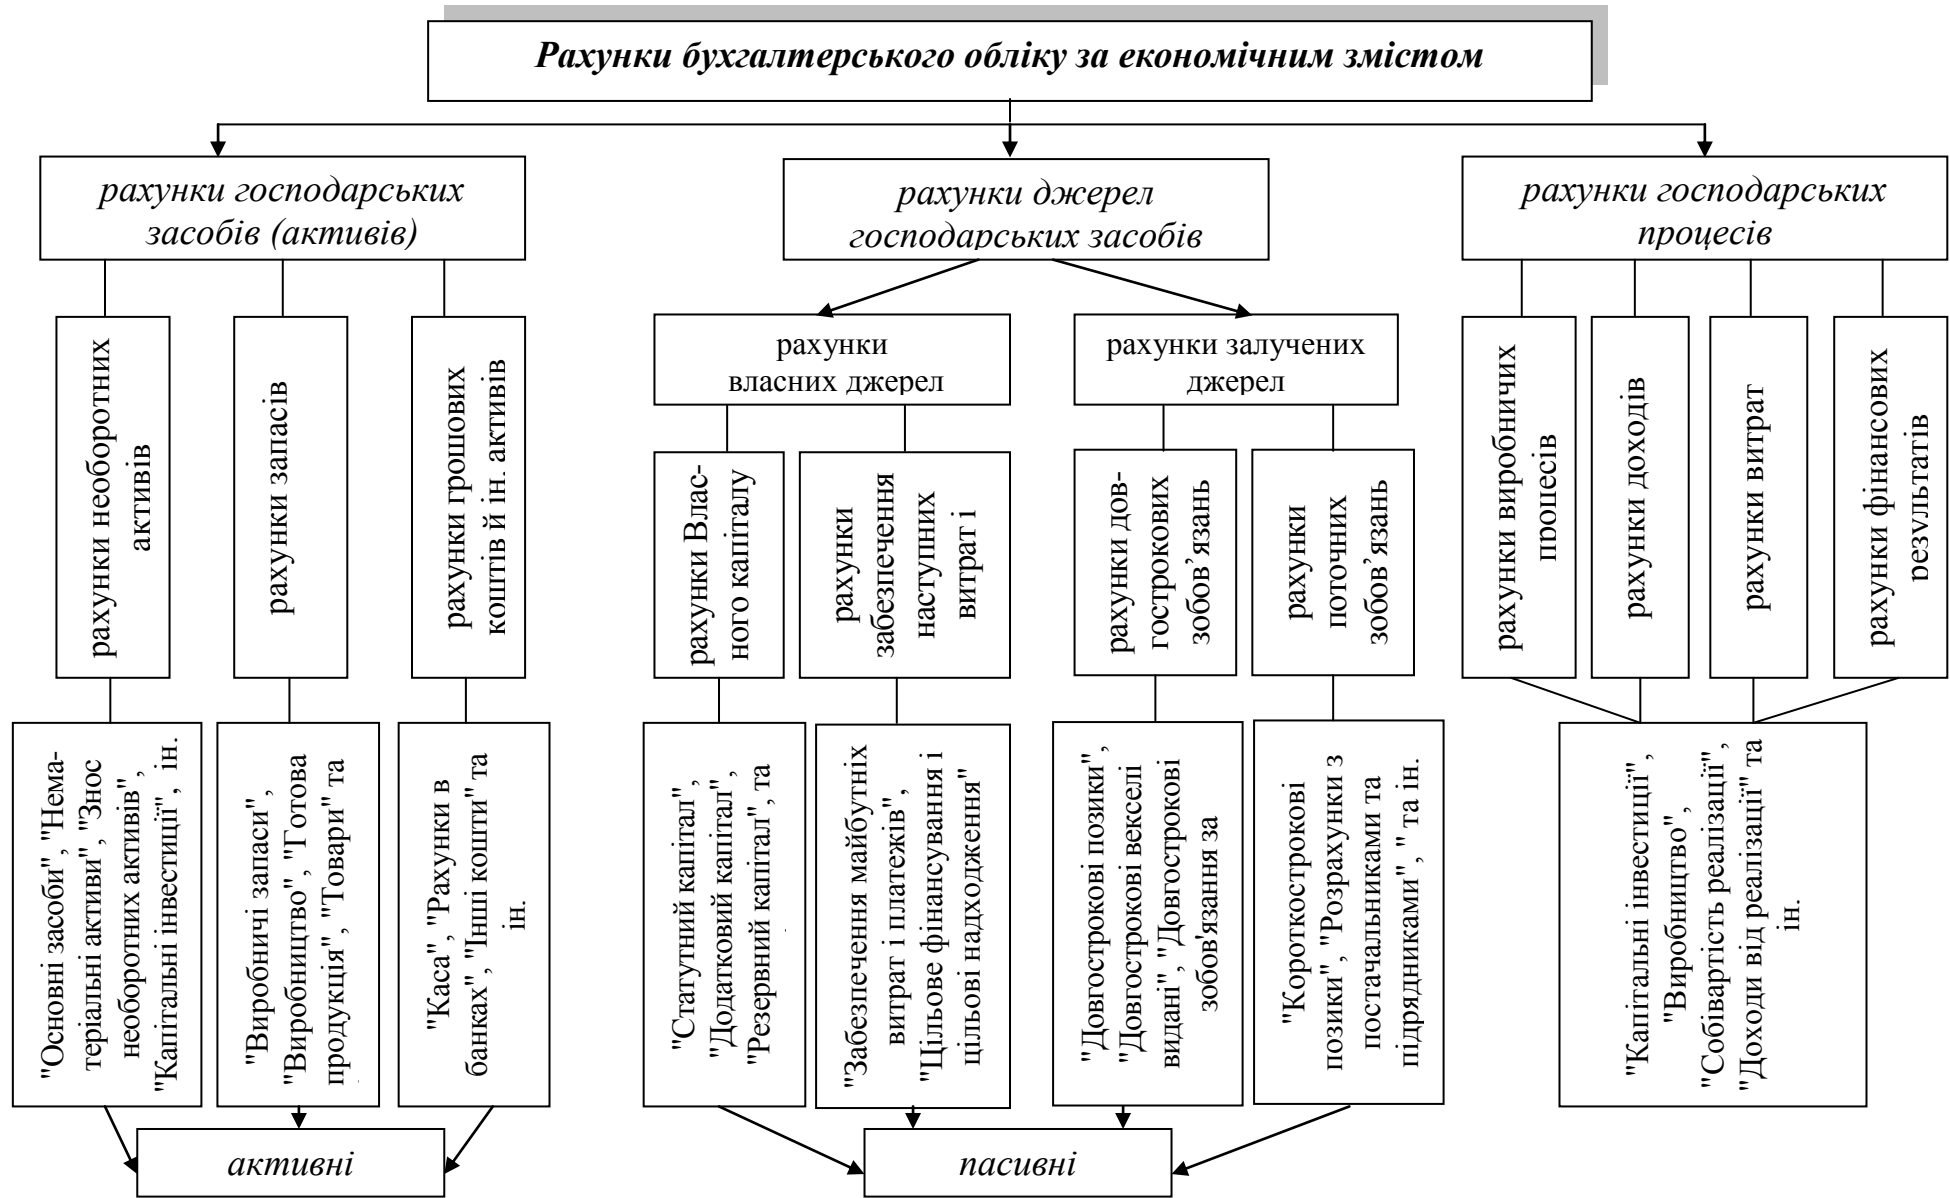 Рахунки бухгалтерського обліку за економічним змістом
рахунки господарських
засобів (активів)
рахунки джерел
господарських засобів
рахунки господарських
процесів
рахунки необоротних
активів
рахунки запасів
рахунки грошових
коштів й ін. активів
рахунки
власних джерел
рахунки залучених
джерел
рахунки Влас-
ного капіталу
рахунки
забезпечення
наступних
витрат і
рахунки дов-
гострокових
зобов’язань
рахунки
поточних
зобов’язань
рахунки виробничих
процесів
рахунки доходів
рахунки витрат
рахунки фінансових
результатів
"Основні засоби","Нема-
теріальні активи","Знос
необоротних активів",
"Капітальні інвестиції", ін.
"Виробничі запаси",
"Виробництво","Готова
продукція", "Товари" та
"Каса", "Рахунки в
банках","Інші кошти"та
ін.
"Статутний капітал",
"Додатковий капітал",
"Резервний капітал", та
"Забезпечення майбутніх
витрат і платежів",
"Цільове фінансування і
цільові надходження"
"Довгострокові позики",
"Довгострокові векселі
видані","Довгострокові
зобов'язання за
"Короткострокові
позики","Розрахунки з
постачальниками та
підрядниками", " та ін.
"Капітальні інвестиції",
"Виробництво",
"Собівартість реалізації",
"Доходи від реалізації" та
ін.
активні
пасивні